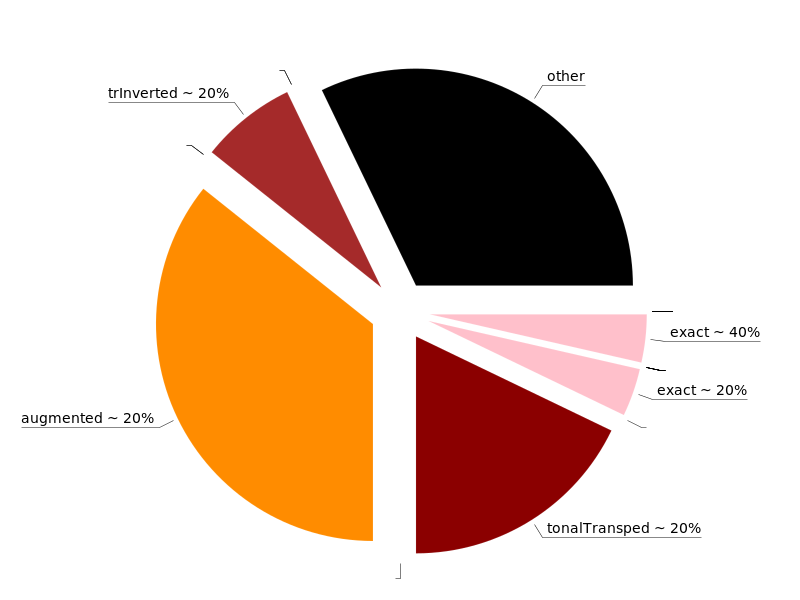 other
trInverted ~ 20%
exact ~ 40%
exact ~ 20%
augmented ~ 20%
tonalTransped ~ 20%